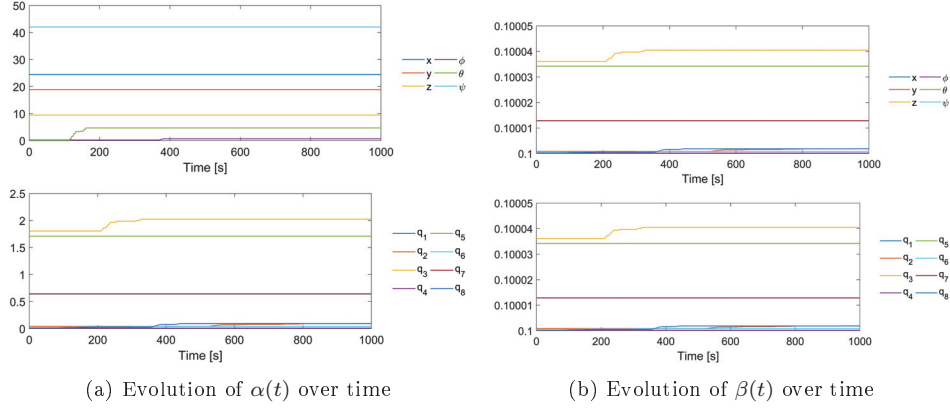 50
40
30
20
10
0
0 200 400 600 800 1000
Time [s]
x ϕ
y θ
z ψ
2.5
2
1.5
1
0.5
0
0 200 400 600 800 1000
Time [s]
q1 q5
q2 q6
q3 q7
q4 q8
(a) Evolution of α(t) over time
0.10005
0.10004
0.10003
0.10002
0.10001
0.1
0 200 400 600 800 1000
Time [s]
x ϕ
y θ
z ψ
0.10005
0.10004
0.10003
0.10002
0.10001
0.1
0 200 400 600 800 1000
Time [s]
q1 q5
q2 q6
q3 q7
q4 q8
(b) Evolution of β(t) over time